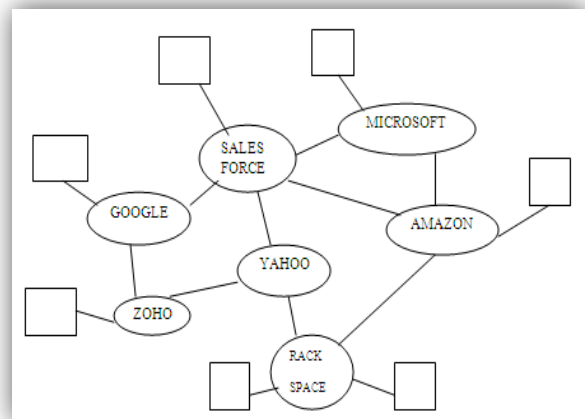 MICROSOFT
SALES
FORCE
GOOGLE
AMAZON
YAHOO
ZOHO
RACK
SPACE